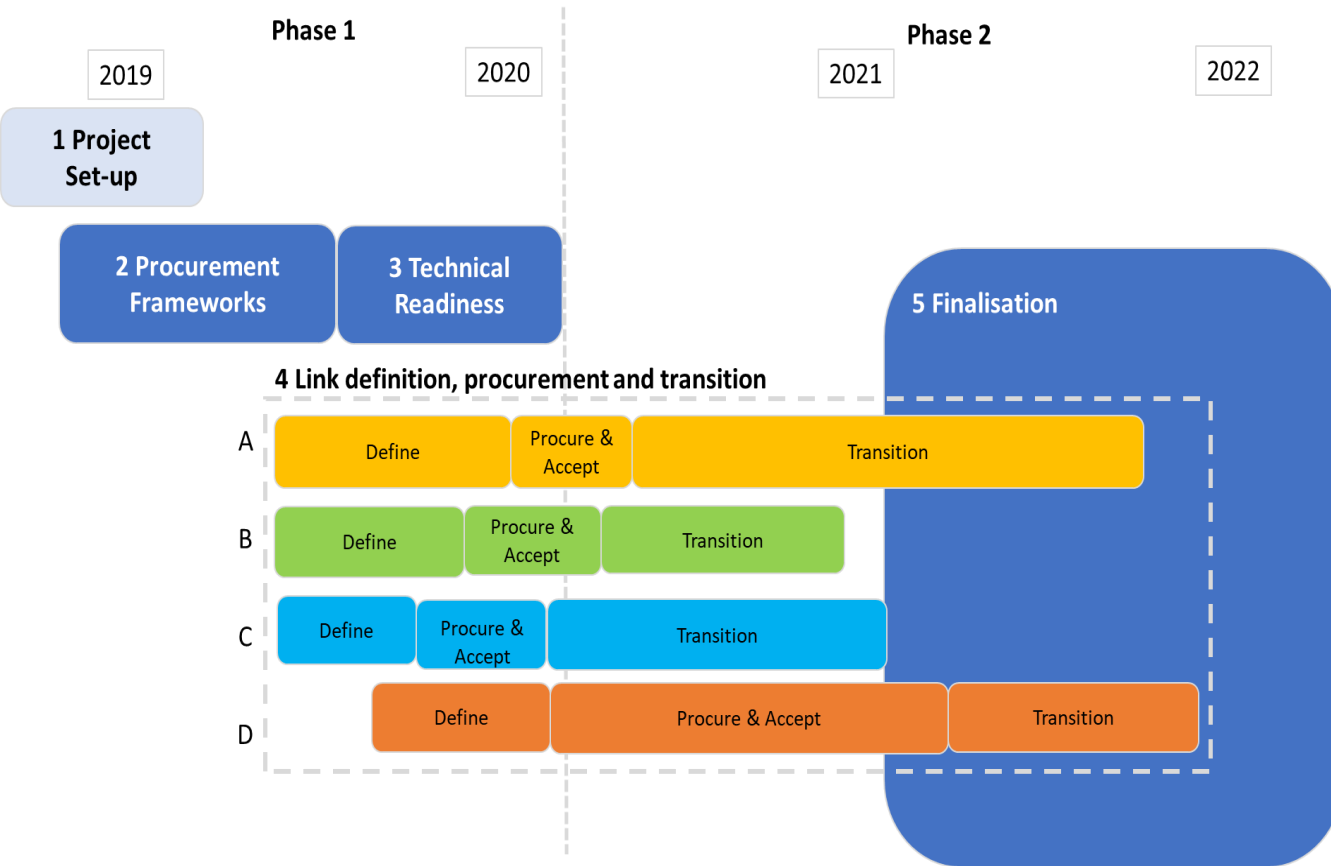 Phase 1
Phase 2
2019
2020
2021
2022
1 Project
Set-up
2 Procurement
Frameworks
3 Technical
Readiness
5 Finalisation
4 Link definition, procurement and transition
A
Define
Procure &
Accept
Transition
B
Define
Procure &
Accept
Transition
C
Define
Procure &
Accept
Transition
D
Define
Procure & Accept
Transition